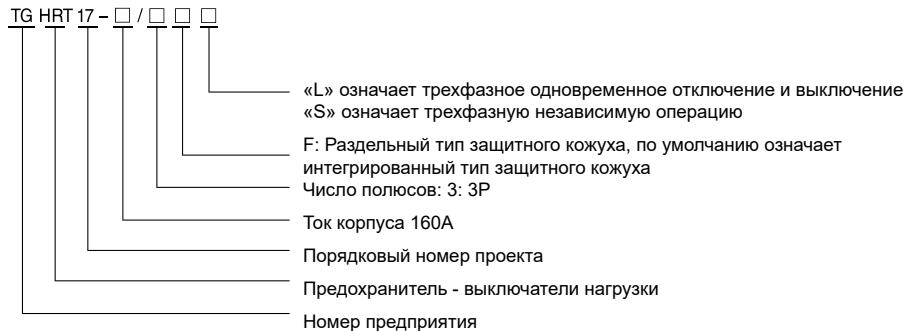 TG HRT 17 – □ / □ □ □
«L» означает трехфазное одновременное отключение и выключение
«S» означает трехфазную независимую операцию
F: Раздельный тип защитного кожуха, по умолчанию означает
интегрированный тип защитного кожуха
Число полюсов: 3: 3P
Ток корпуса 160A
Порядковый номер проекта
Предохранитель - выключатели нагрузки
Номер предприятия